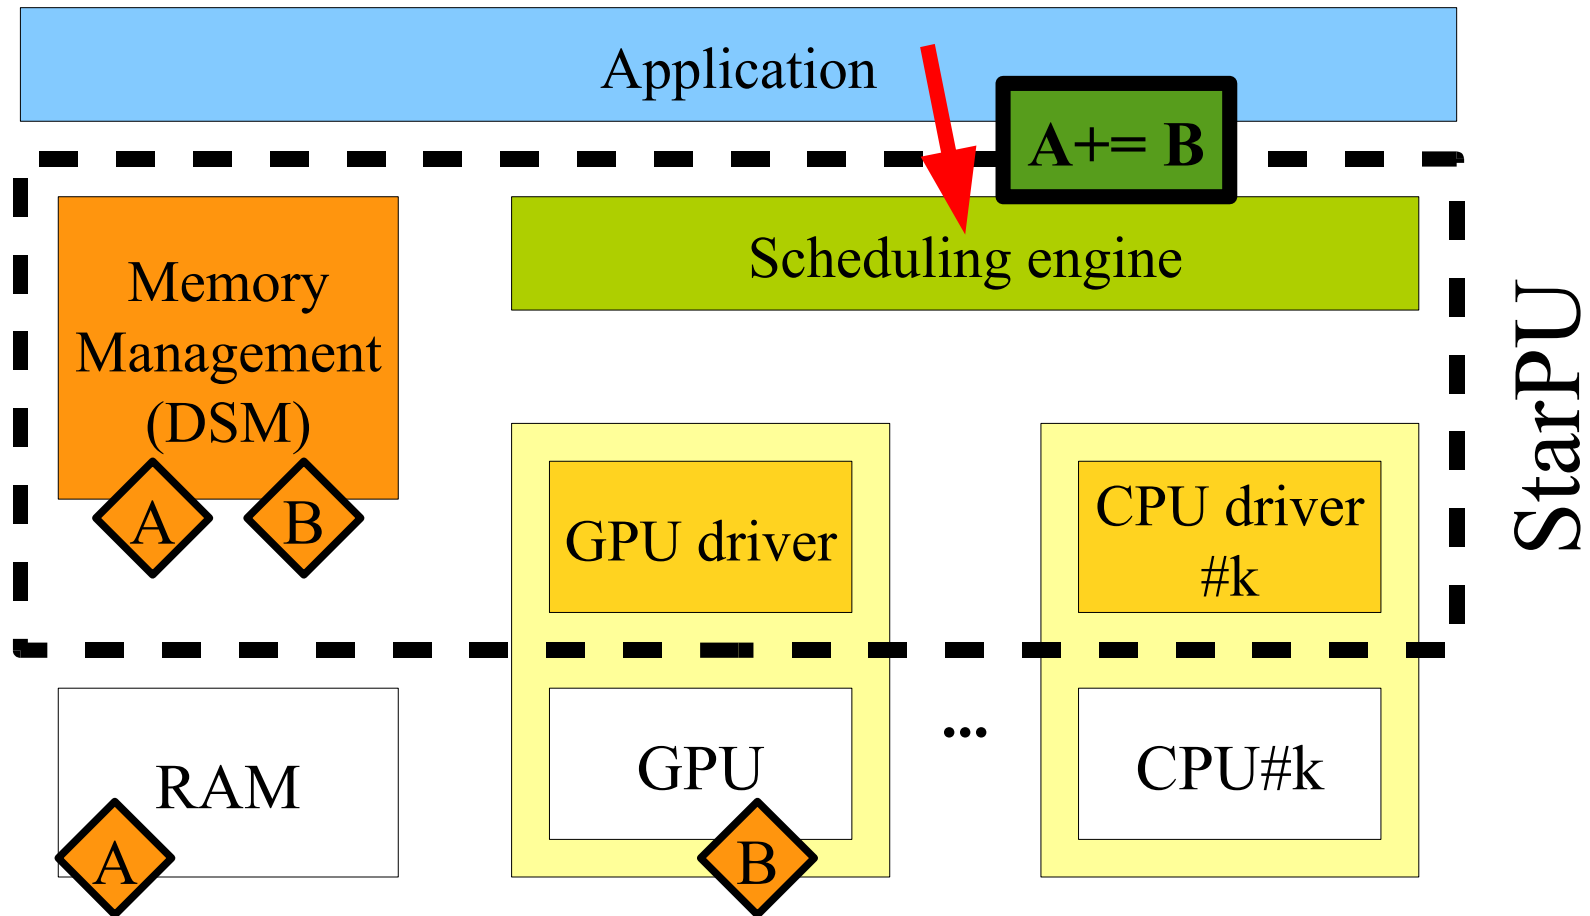 Application
A+= B
Memory
Management
(DSM)
A
B
Scheduling engine
GPU driver
CPU driver
#k
StarPU
RAM
A
GPU
B
...
CPU#k